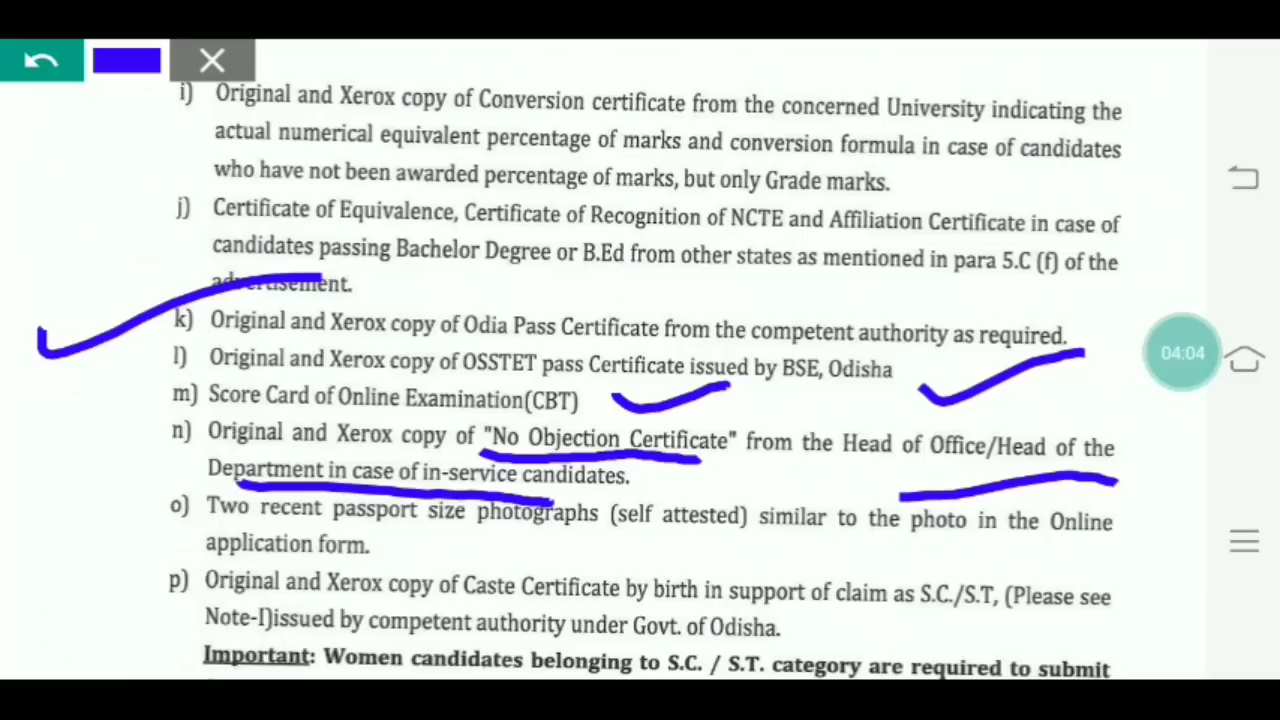 i) Original and Xerox copy of Conversion certificate from the concerned University indicating the
actual numerical equivalent percentage of marks and conversion formula in case of candidates
who have not been awarded percentage of marks, but only Grade marks.
j) Certificate of Equivalence, Certificate of Recognition of NCTE and Affiliation Certificate in case of
candidates passing Bachelor Degree or B.Ed from other states as mentioned in para 5.C (f) of the
advertisement.
k) Original and Xerox copy of Odia Pass Certificate from the competent authority as required.
04:04
l) Original and Xerox copy of OSSTET pass Certificate issued by BSE, Odisha
m) Score Card of Online Examination(CBT)
n) Original and Xerox copy of "No Objection Certificate" from the Head of Office/Head of the
Department in case of in-service candidates.
o) Two recent passport size photographs (self attested) similar to the photo in the Online
application form.
p) Original and Xerox copy of Caste Certificate by birth in support of claim as S.C./S.T, (Please see
Note-I)issued by competent authority under Govt. of Odisha.
Important: Women candidates belonging to S.C. / S.T. category are required to submit